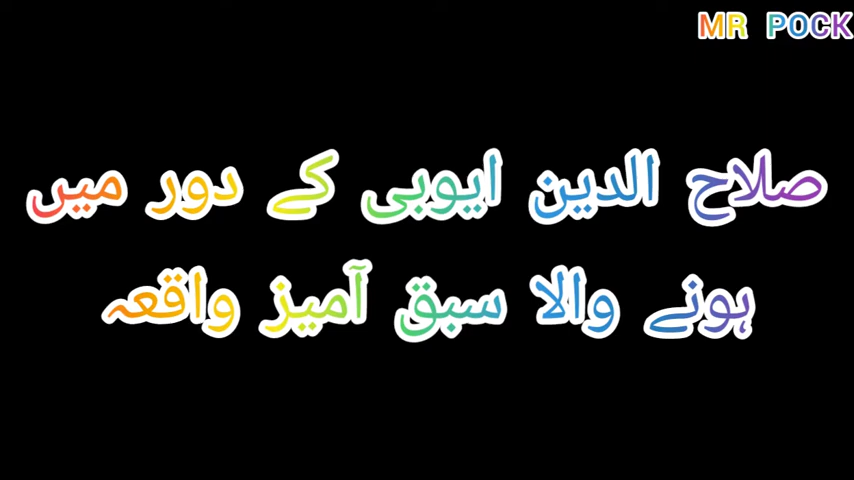 MR POCK
صلاح الدین ایوبی کے دور میں
ہونے والا سبق آمیز واقعہ